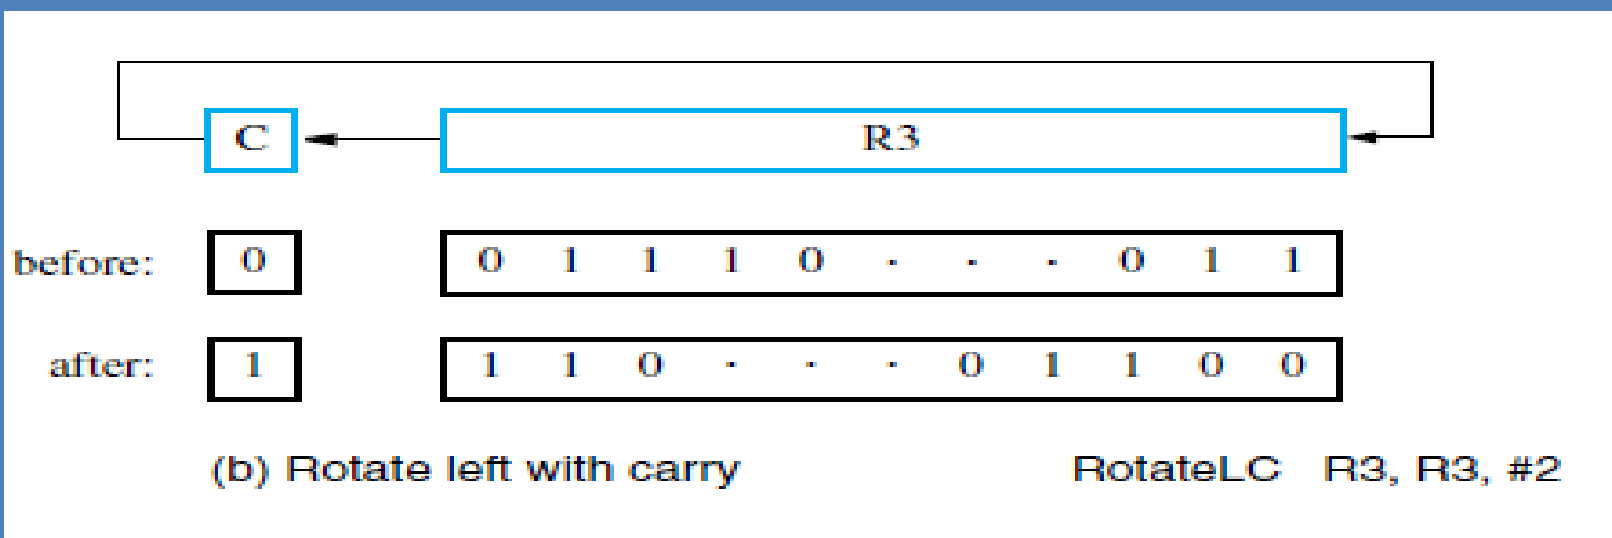 C R3
before: 0 0 1 1 1 0 · · · 0 1 1
after: 1 1 1 0 · · · 0 1 1 0 0
(b) Rotate left with carry RotateLC R3, R3, #2